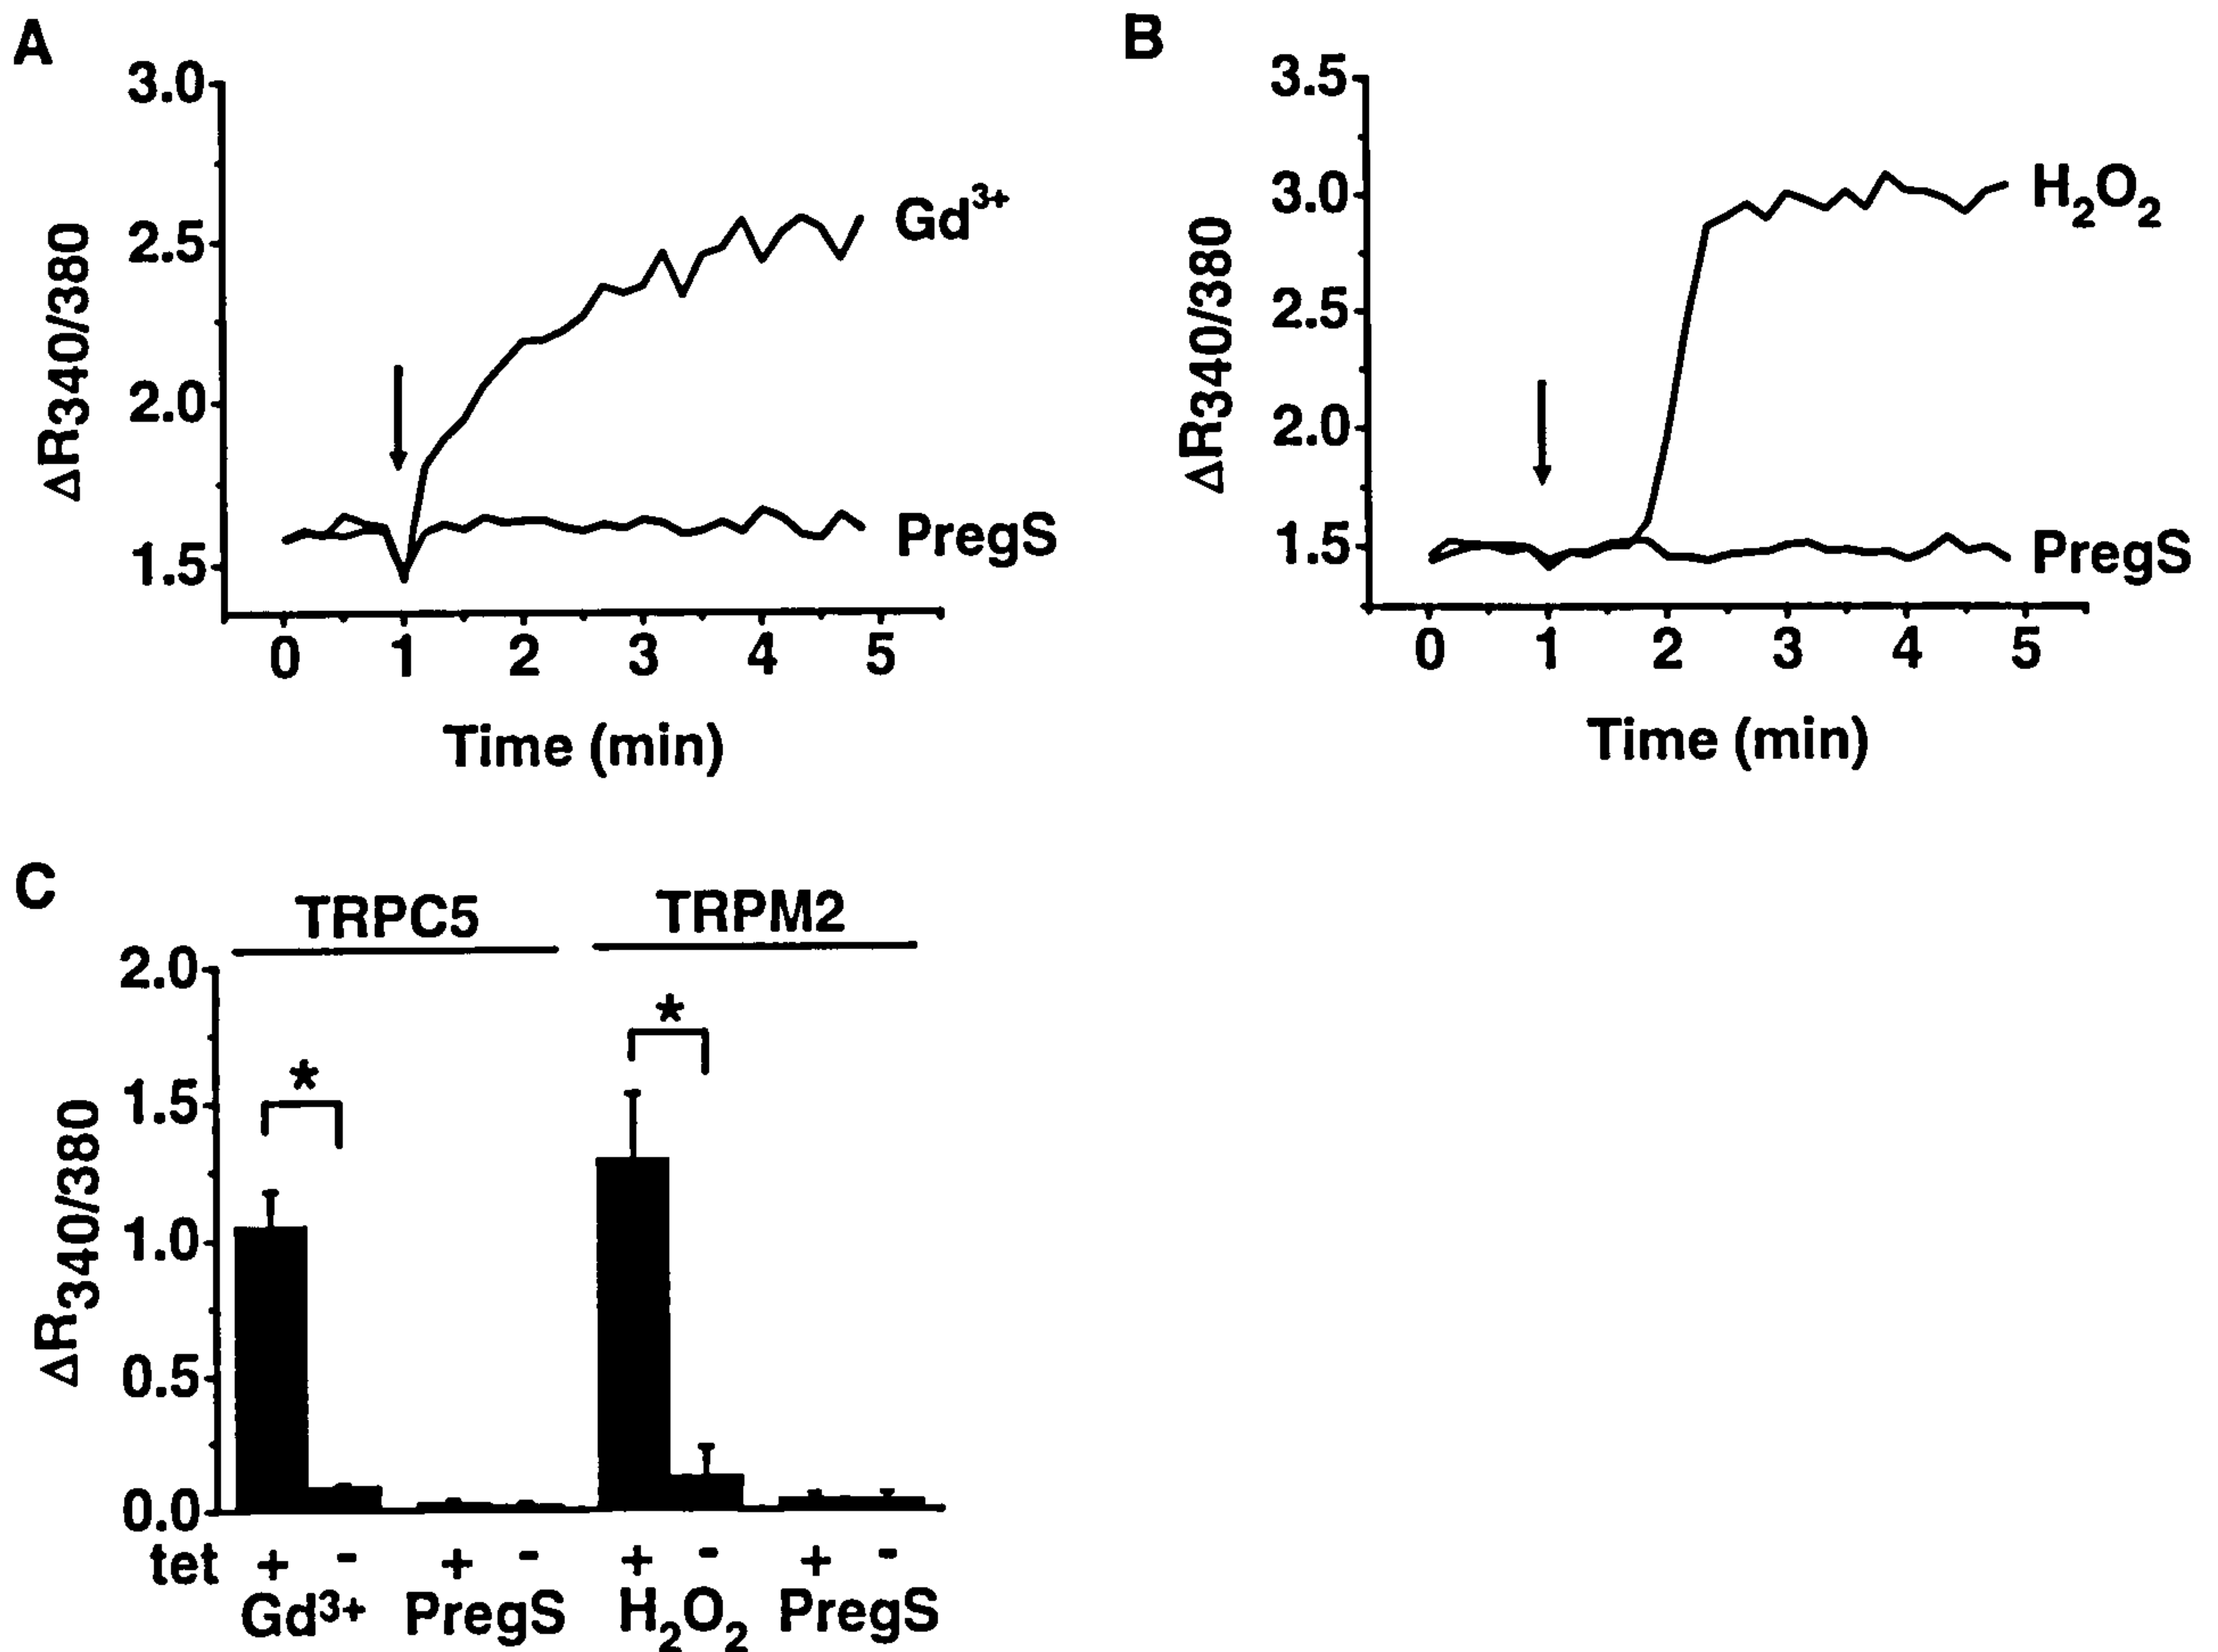 A
3.0
2.5
2.0
1.5
ΔR340/380
Gd3+
PregS
0 1 2 3 4 5
Time (min)
B
3.5
3.0
2.5
2.0
1.5
ΔR340/380
H2O2
PregS
0 1 2 3 4 5
Time (min)
C
TRPC5 TRPM2
2.0
1.5
1.0
0.5
0.0
ΔR340/380
* *
tet + - + - + - + -
Gd3+ PregS H2O2 PregS